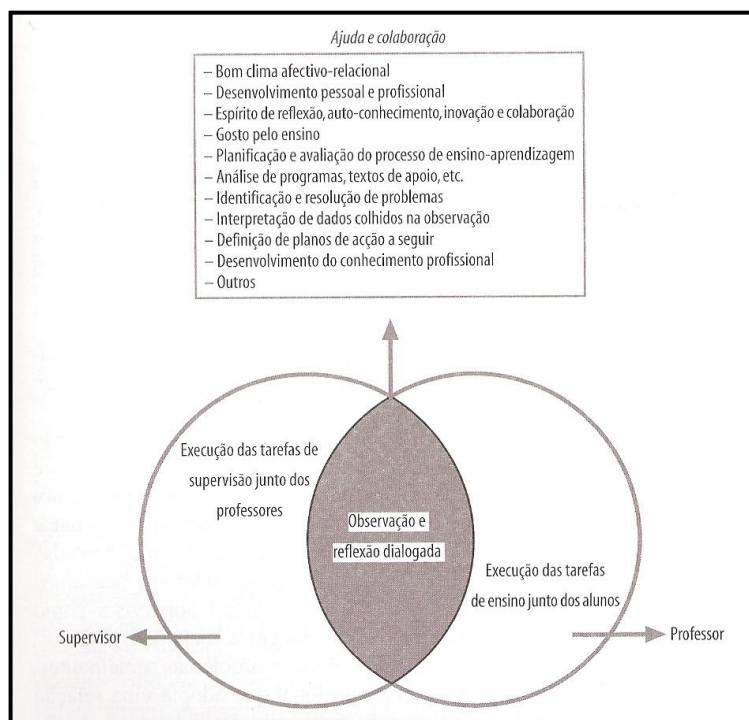 Ajuda e colaboração
– Bom clima afectivo-relacional
– Desenvolvimento pessoal e profissional
– Espírito de reflexão, auto-conhecimento, inovação e colaboração
– Gosto pelo ensino
– Planificação e avaliação do processo de ensino-aprendizagem
– Análise de programas, textos de apoio, etc.
– Identificação e resolução de problemas
– Interpretação de dados colhidos na observação
– Definição de planos de acção a seguir
– Desenvolvimento do conhecimento profissional
– Outros
Execução das tarefas de
supervisão junto dos
professores
Observação e
reflexão dialogada
Execução das tarefas
de ensino junto dos alunos
Supervisor
Professor